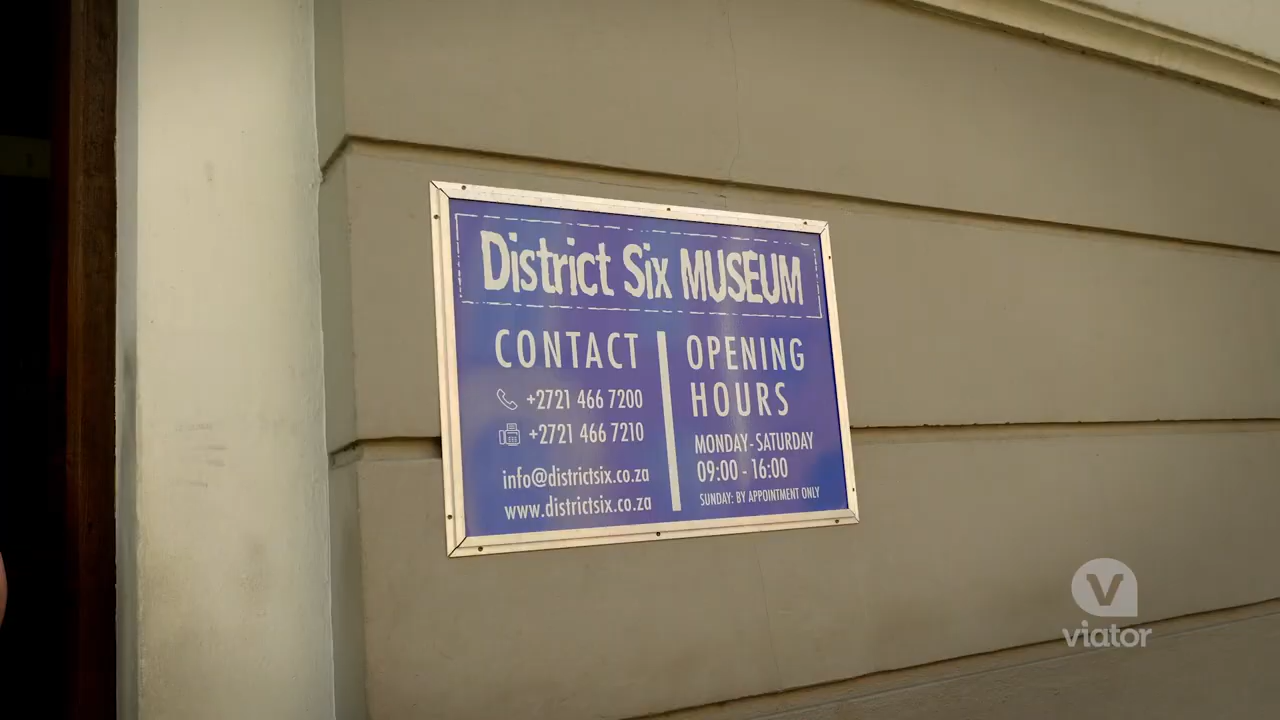 District Six MUSEUM
CONTACT
+2721 466 7200
+2721 466 7210
info@districtsix.co.za
www.districtsix.co.za
OPENING
HOURS
MONDAY - SATURDAY
09:00 - 16:00
SUNDAY: BY APPOINTMENT ONLY
viator